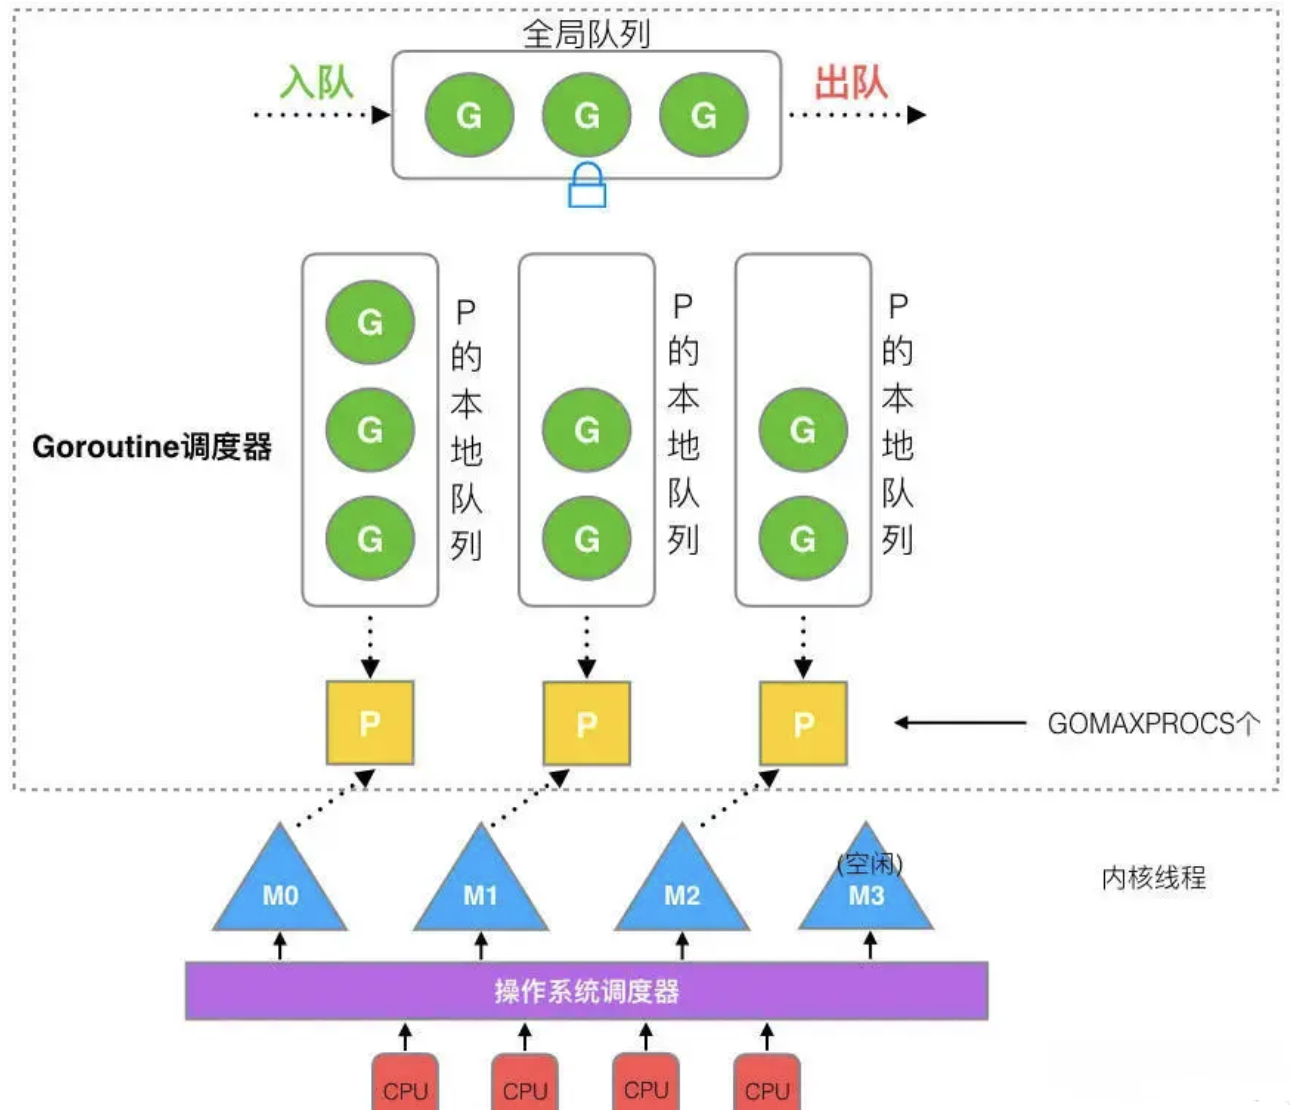 全局队列
入队
出队
G
G
G
G
G
G
G
G
G
G
P的本地队列
P的本地队列
P的本地队列
Goroutine调度器
P
P
P
GOMAXPROCS个
(空闲)
M0
M1
M2
M3
内核线程
操作系统调度器
CPU
CPU
CPU
CPU